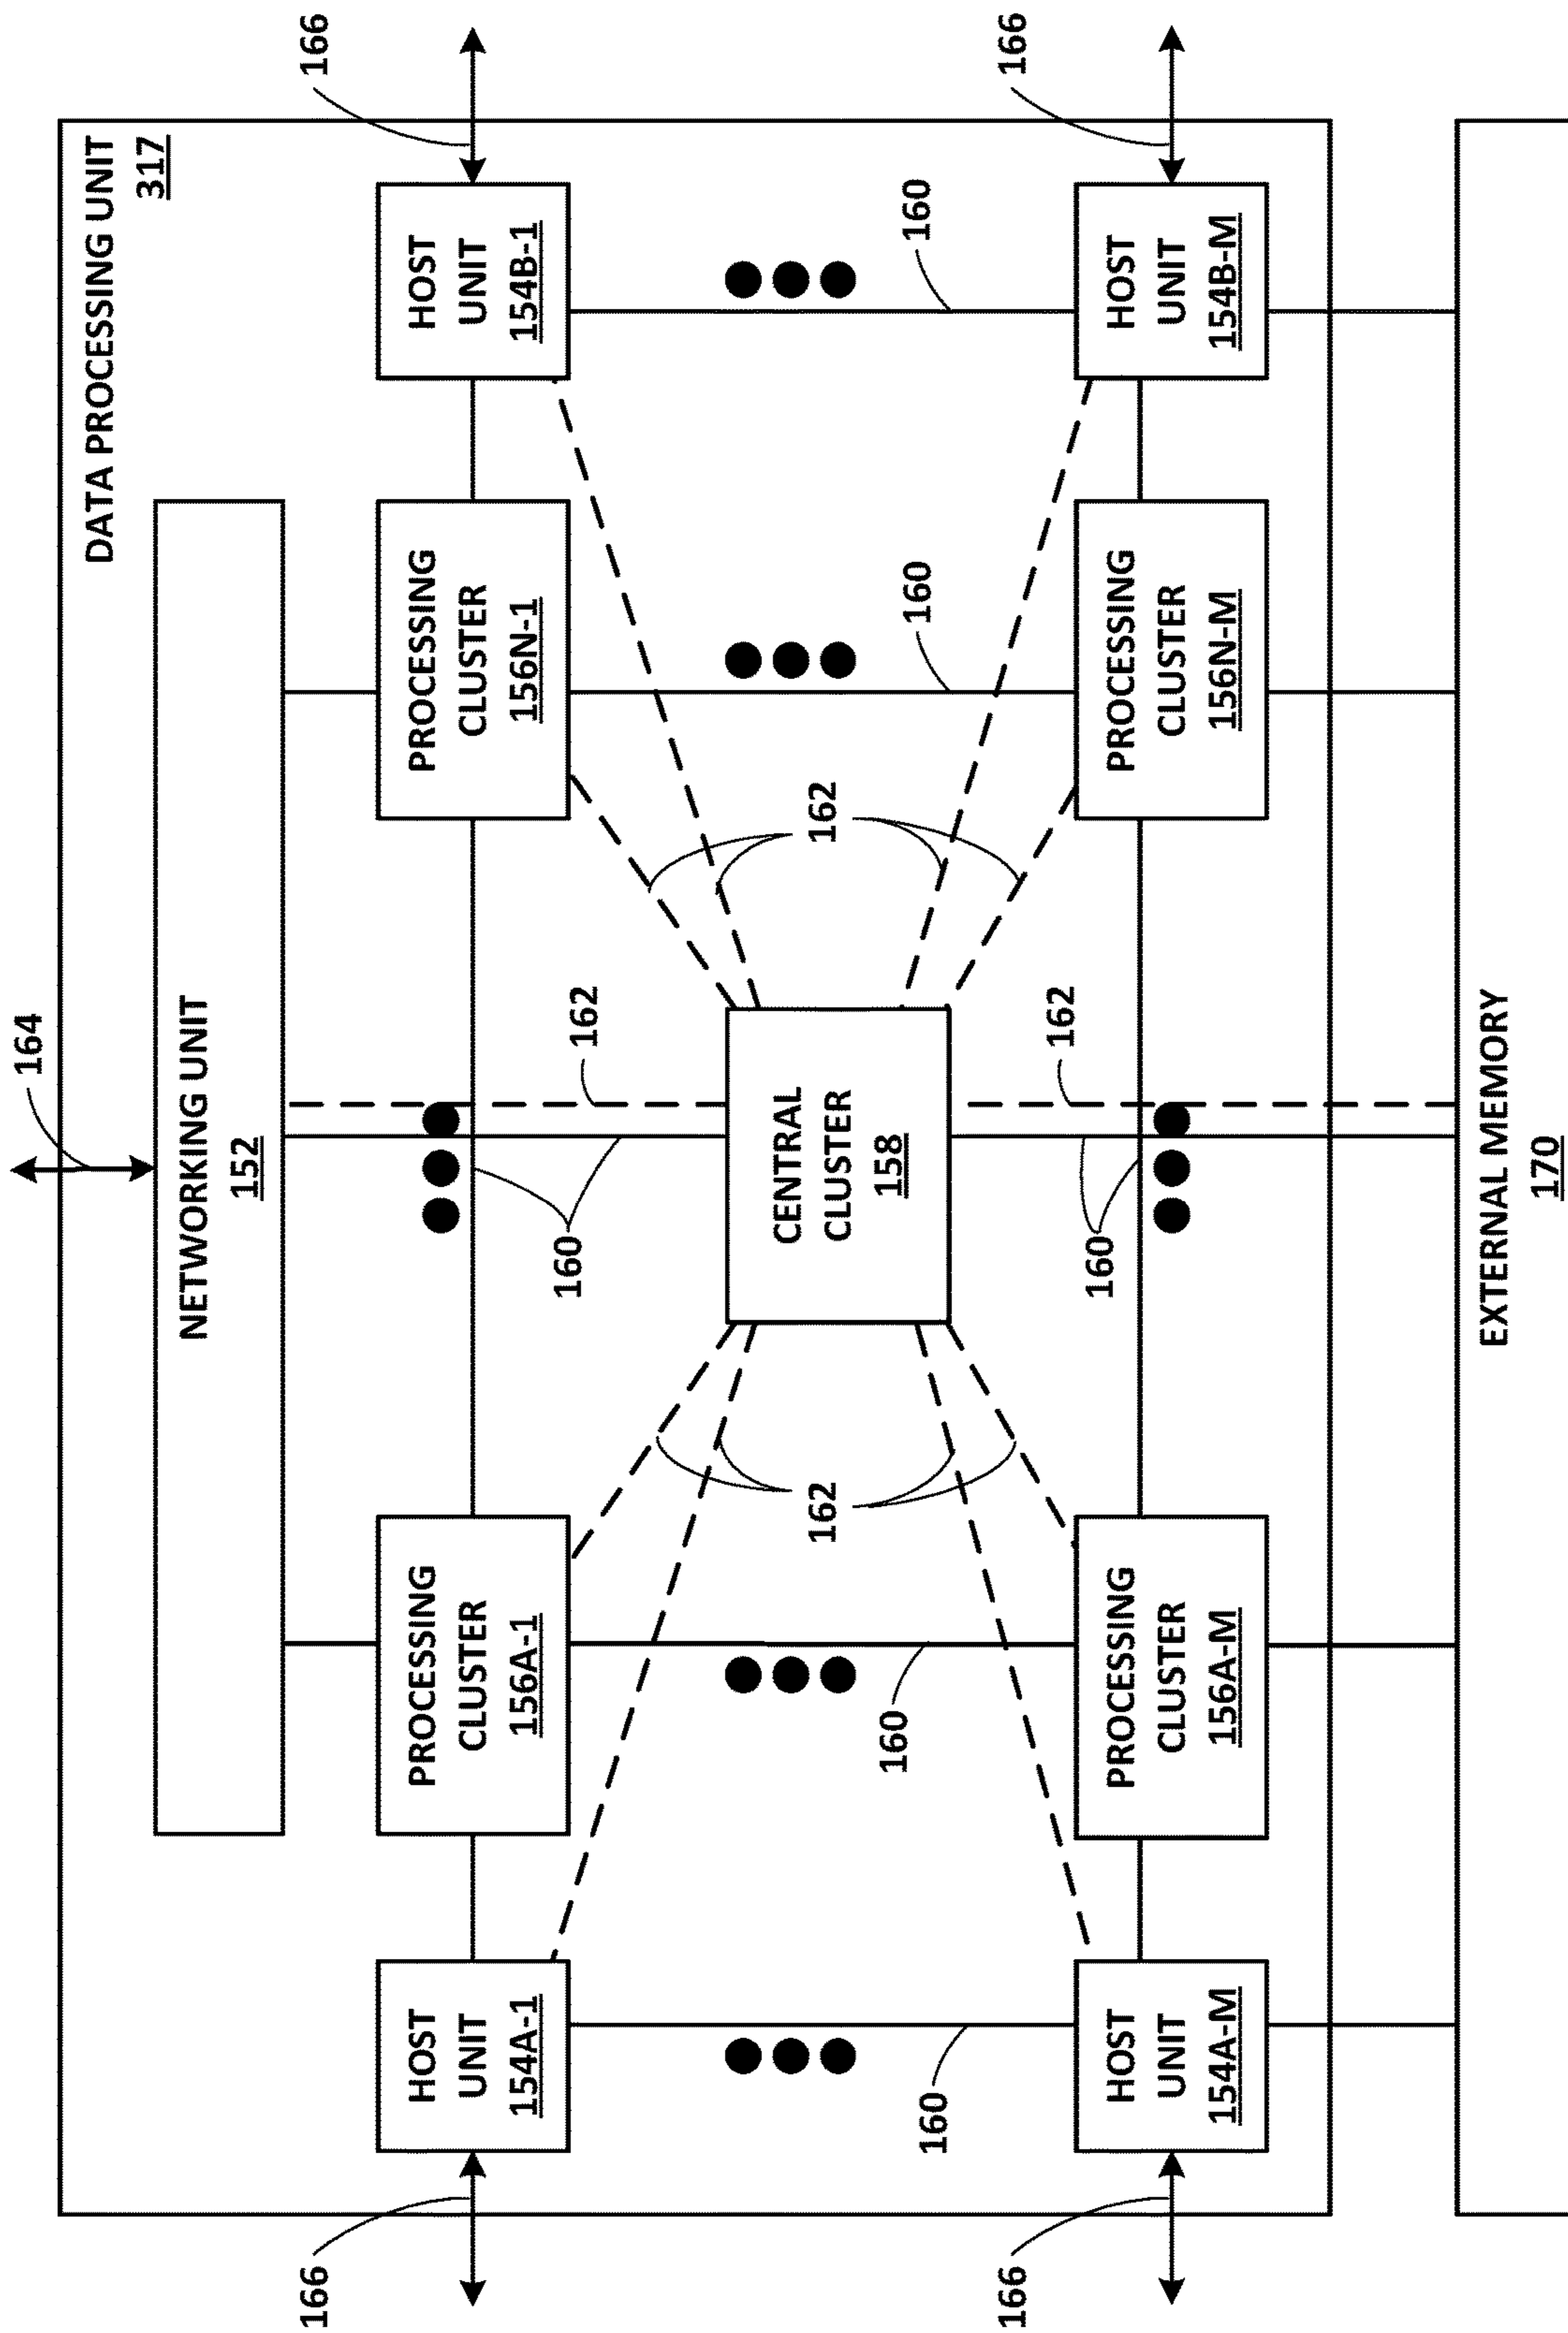 DATA PROCESSING UNIT
317
164
NETWORKING UNIT
152
166
166
HOST
UNIT
154A-1
PROCESSING
CLUSTER
156A-1
PROCESSING
CLUSTER
156N-1
HOST
UNIT
154B-1
160
162
162
CENTRAL
CLUSTER
158
162
160
160
160
160
160
162
HOST
UNIT
154A-M
PROCESSING
CLUSTER
156A-M
PROCESSING
CLUSTER
156N-M
HOST
UNIT
154B-M
166
166
EXTERNAL MEMORY
170